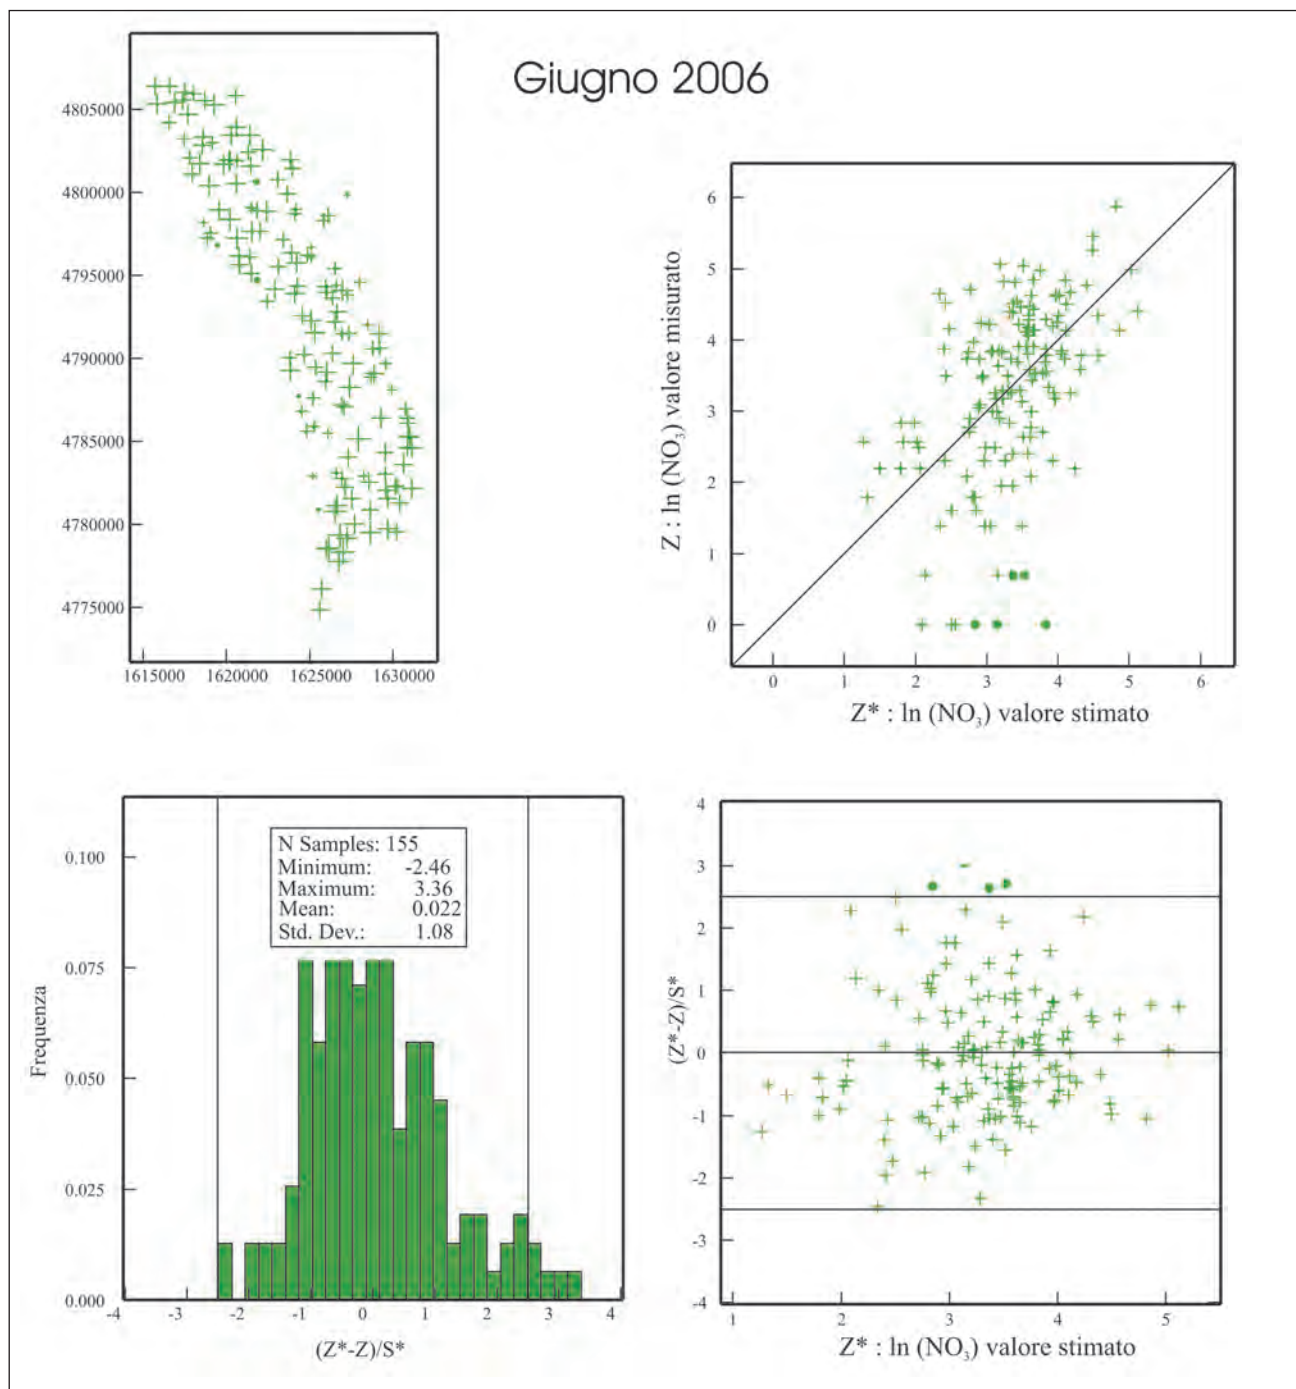 Giugno 2006
4805000
4800000
4795000
4790000
4785000
4780000
4775000
1615000 1620000 1625000 1630000
Z : ln (NO₃) valore misurato
6
5
4
3
2
1
0
0 1 2 3 4 5 6
Z* : ln (NO₃) valore stimato
Frequenza
0.100
0.075
0.050
0.025
0.000
N Samples: 155
Minimum: -2.46
Maximum: 3.36
Mean: 0.022
Std. Dev.: 1.08
-4 -3 -2 -1 0 1 2 3 4
(Z*-Z)/S*
(Z*-Z)/S*
4
3
2
1
0
-1
-2
-3
-4
1 2 3 4 5
Z* : ln (NO₃) valore stimato